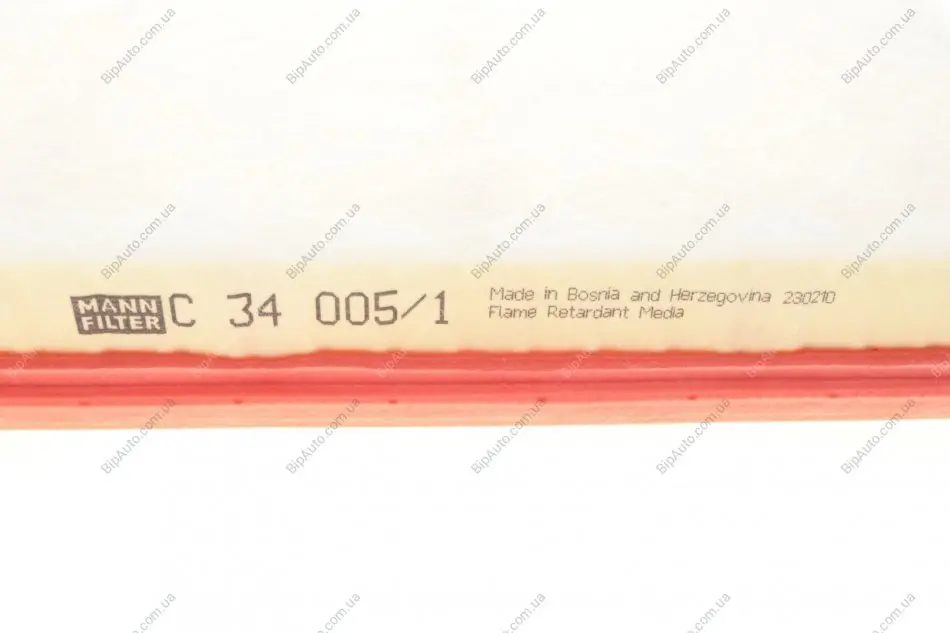 MANN
FILTER
C 34 005/1
Made in Bosnia and Herzegovina 230210
Flame Retardant Media
BipAuto.com.ua